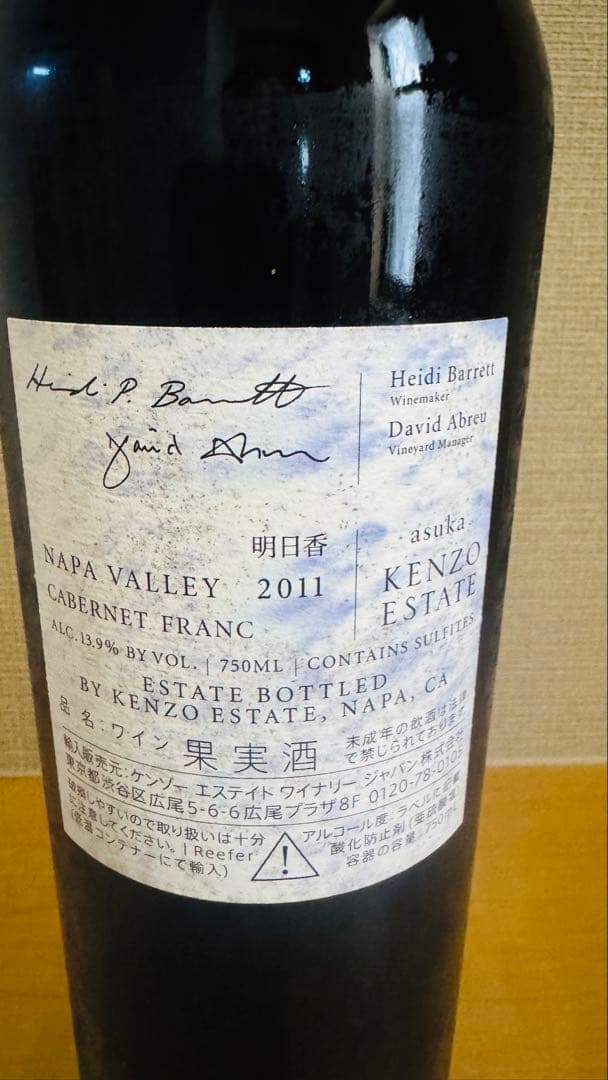 Heidi P. Barrett
David Abreu
Heidi Barrett
Winemaker
David Abreu
Vineyard Manager
明日香
NAPA VALLEY 2011
CABERNET FRANC
asuka
KENZO
ESTATE
ALC. 13.9% BY VOL. | 750ML | CONTAINS SULFITES
ESTATE BOTTLED
BY KENZO ESTATE, NAPA, CA
品名:ワイン 果実酒
未成年の飲酒は法律
で禁じられております
輸入販売元:ケンゾー エステイト ワイナリー ジャパン株式会社
東京都渋谷区広尾5-6-6広尾プラザ8F 0120-78-0105
破損しやすいので取り扱いは十分
に注意してください。| Reefer
(低温コンテナーにて輸入)
アルコール度:ラベルに記載
酸化防止剤(亜硫酸塩)
容器の容量:750ml